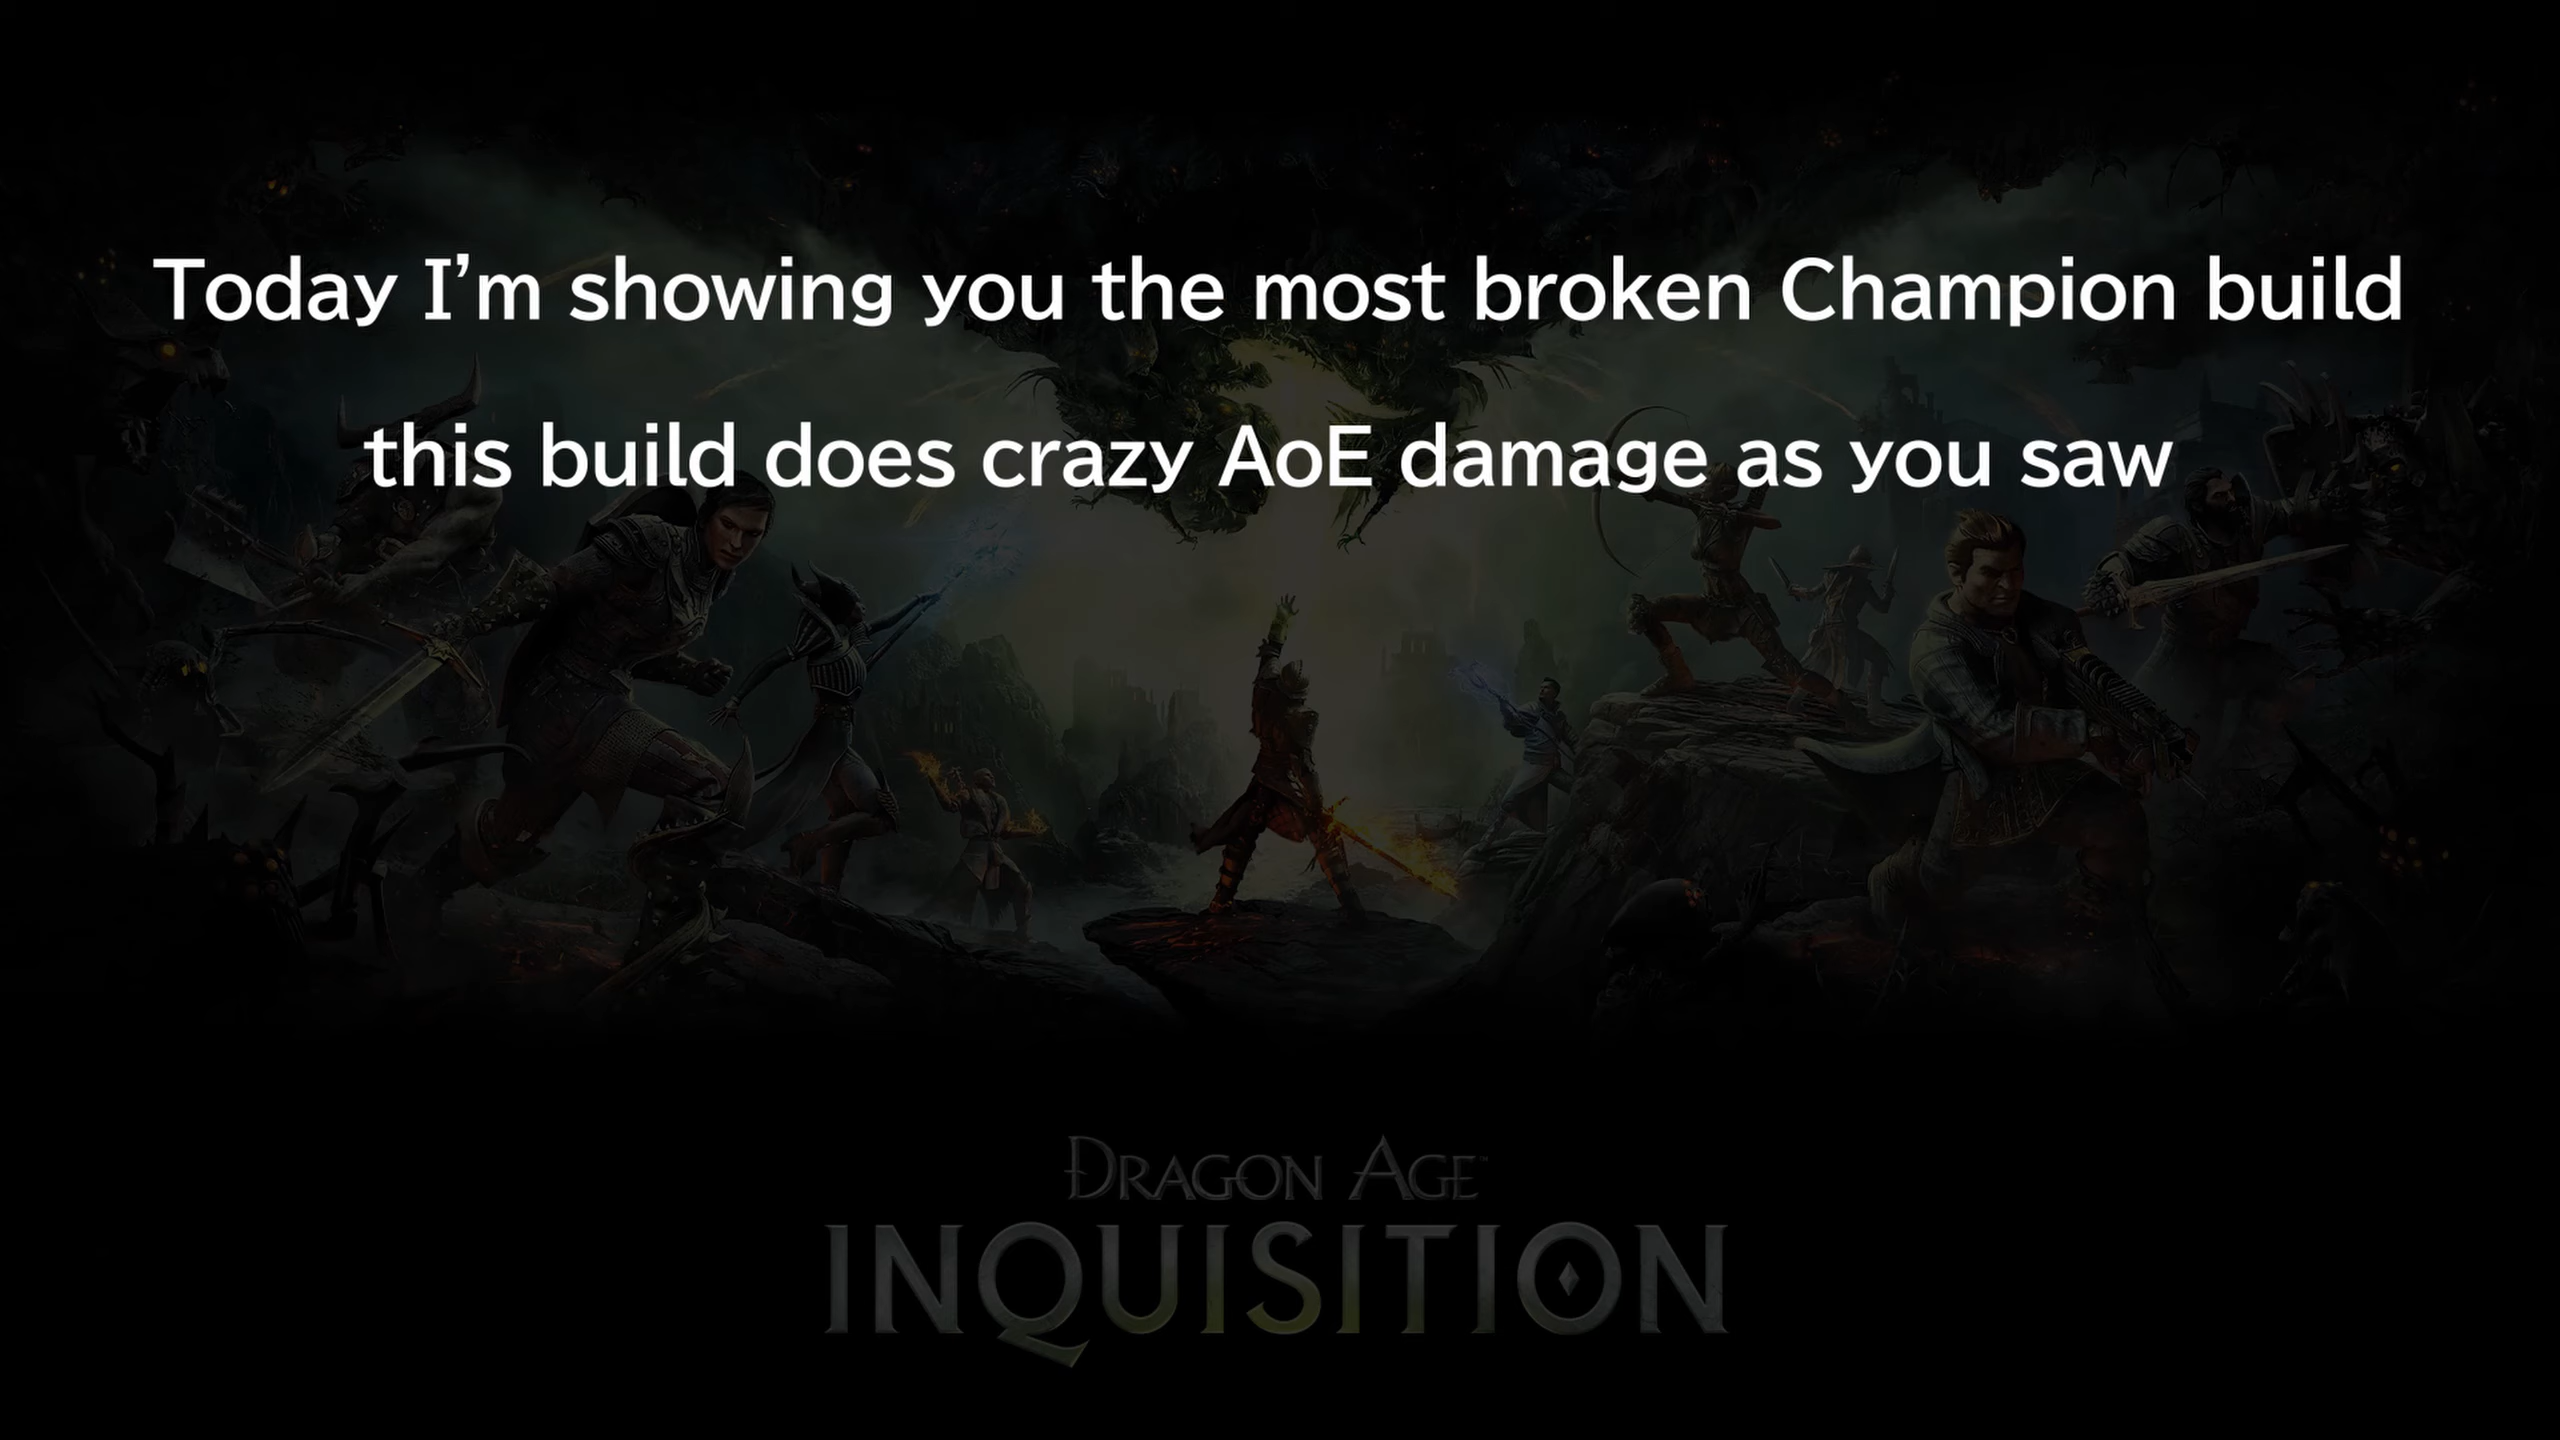 Today I’m showing you the most broken Champion build
this build does crazy AoE damage as you saw
DRAGON AGE™
INQUISITION